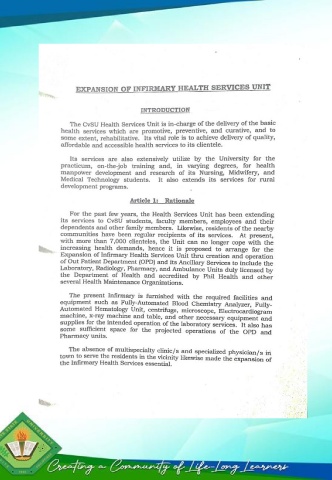 EXPANSION OF INFIRMARY HEALTH SERVICES UNIT
INTRODUCTION
The CvSU Health Services Unit is in-charge of the delivery of the basic
health services which are promotive, preventive, and curative, and to
some extent, rehabilitative. Its vital role is to achieve delivery of quality,
affordable and accessible health services to its clientele.
Its services are also extensively utilize by the University for the
practicum, on-the-job training and, in varying degrees, for health
manpower development and research of its Nursing, Midwifery, and
Medical Technology students. It also extends its services for rural
development programs.
Article 1: Rationale
For the past few years, the Health Services Unit has been extending
its services to CvSU students, faculty members, employees and their
dependents and other family members. Likewise, residents of the nearby
communities have been regular recipients of its services. At present,
with more than 7,000 clienteles, the Unit can no longer cope with the
increasing health demands, hence it is proposed to arrange for the
Expansion of Infirmary Health Services Unit thru creation and operation
of Out Patient Department (OPD) and its Ancillary Services to include the
Laboratory, Radiology, Pharmacy, and Ambulance Units duly licensed by
the Department of Health and accredited by Phil Health and other
several Health Maintenance Organizations.
The present Infirmary is furnished with the required facilities and
equipment such as Fully-Automated Blood Chemistry Analyzer, Fully-
Automated Hematology Unit, centrifuge, microscope, Electrocardiogram
machine, x-ray machine and table, and other necessary equipment and
supplies for the intended operation of the laboratory services. It also has
some sufficient space for the projected operations of the OPD and
Pharmacy units.
The absence of multispecialty clinic/s and specialized physician/s in
town to serve the residents in the vicinity likewise made the expansion of
the Infirmary Health Services essential.
Creating a Community of Life-Long Learners